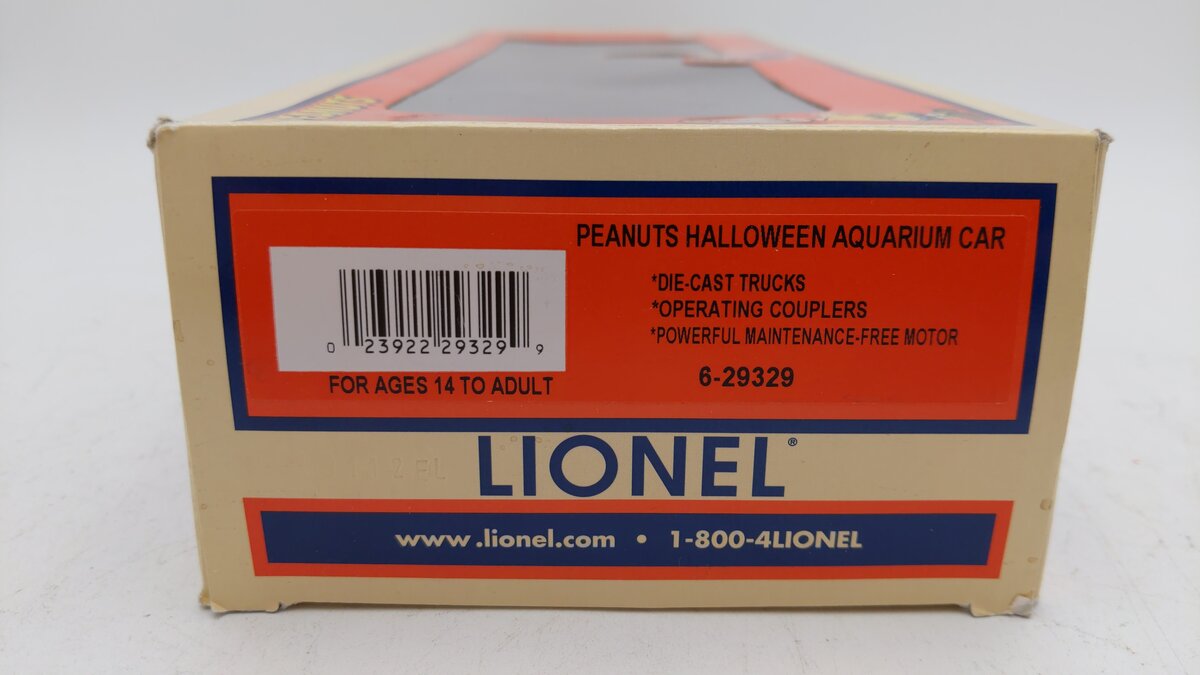 PEANUTS
PEANUTS HALLOWEEN AQUARIUM CAR
*DIE-CAST TRUCKS
*OPERATING COUPLERS
*POWERFUL MAINTENANCE-FREE MOTOR
6-29329
0 23922 29329 9
FOR AGES 14 TO ADULT
LIONEL®
www.lionel.com • 1-800-4LIONEL